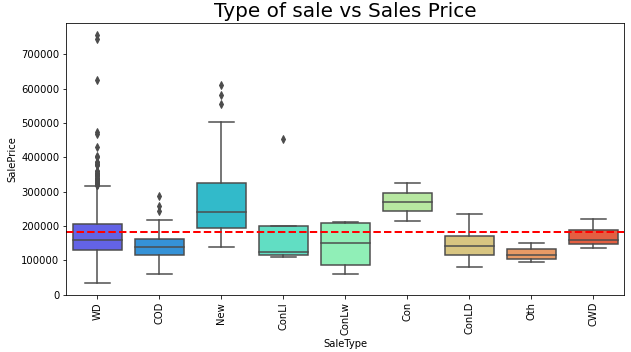 Type of sale vs Sales Price
SalePrice
700000
600000
500000
400000
300000
200000
100000
0
WD
COD
New
ConLI
ConLw
Con
ConLD
Oth
CWD
SaleType